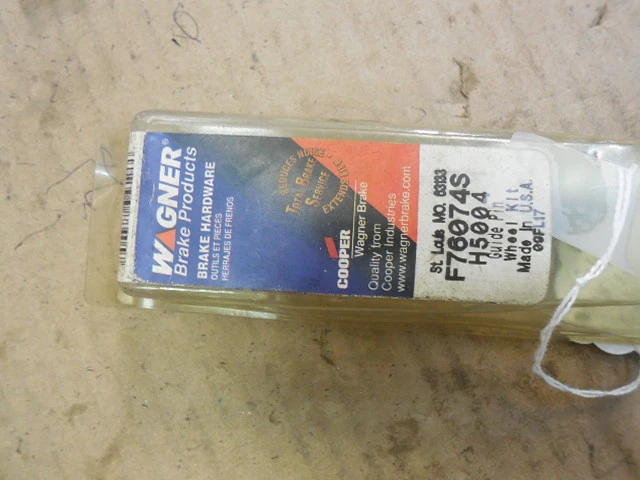 WAGNER®
Brake Products
BRAKE HARDWARE
OUTILS ET PIECES
HERRAJES DE FRENOS
REDUCES NOISE
TOTAL BRAKE
SERVICE
EXTENDS LIFE
COOPER
Wagner Brake
Quality from
Cooper Industries
www.wagnerbrake.com
St. Louis MO. 63133
F76074S
H5004
Guide Pin
Wheel Kit
Made In U.S.A.